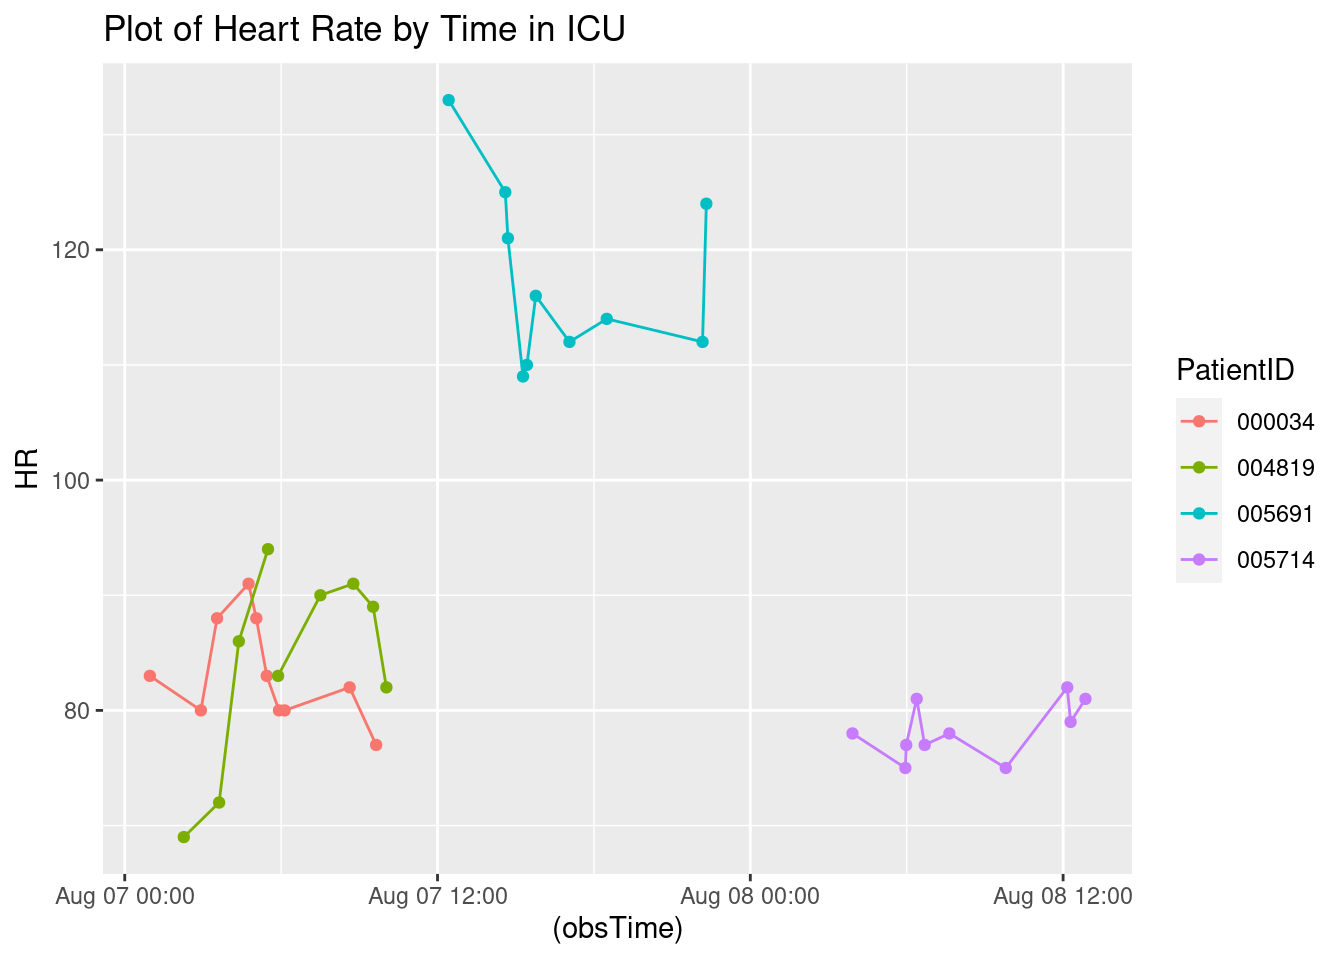 Plot of Heart Rate by Time in ICU
120
100
80
HR
Aug 07 00:00
Aug 07 12:00
Aug 08 00:00
Aug 08 12:00
(obsTime)
PatientID
000034
004819
005691
005714